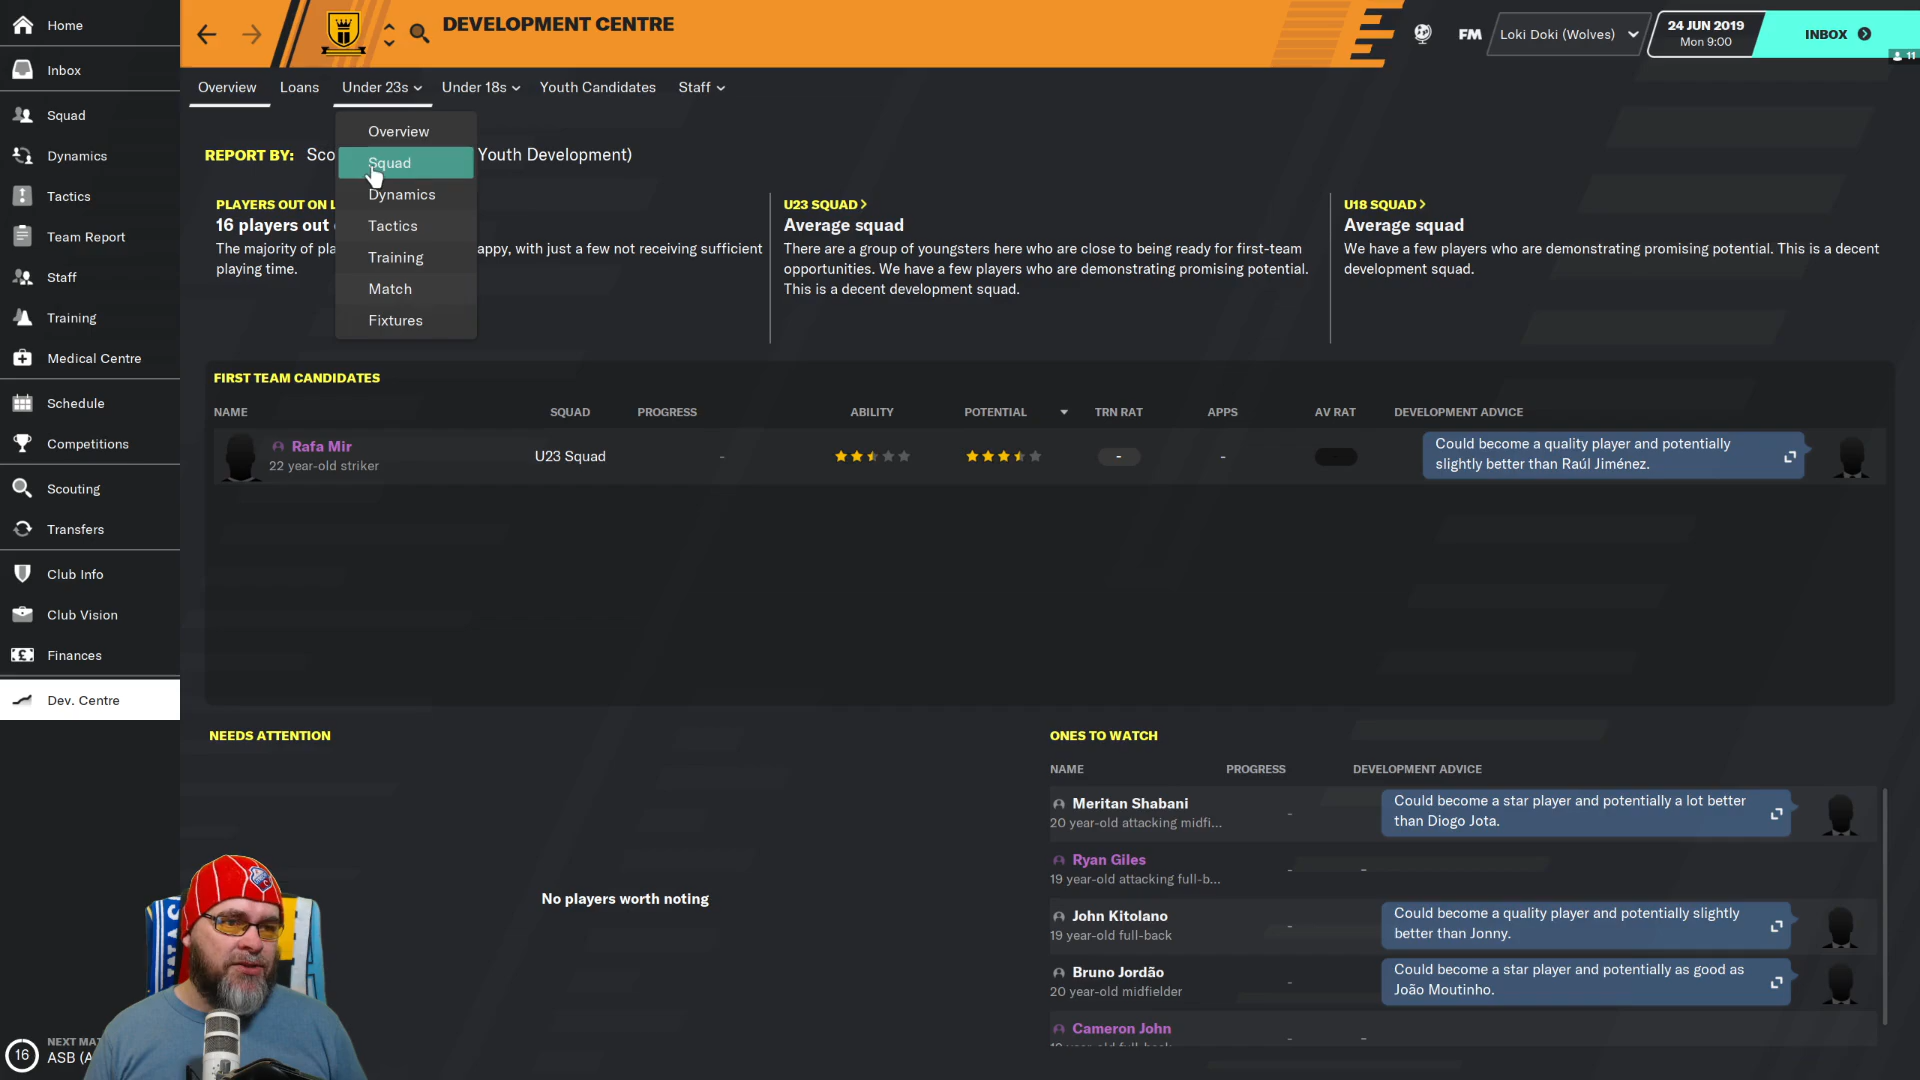 Home
Inbox
Squad
Dynamics
Tactics
Team Report
Staff
Training
Medical Centre
Schedule
Competitions
Scouting
Transfers
Club Info
Club Vision
Finances
Dev. Centre
16
NEXT MA
ASB (A
DEVELOPMENT CENTRE
FM
Loki Doki (Wolves)
24 JUN 2019
Mon 9:00
INBOX
11
Overview
Loans
Under 23s
Under 18s
Youth Candidates
Staff
Overview
Squad
Dynamics
Tactics
Training
Match
Fixtures
REPORT BY: Sco Youth Development)
PLAYERS OUT ON L
16 players out
The majority of pla appy, with just a few not receiving sufficient
playing time.
U23 SQUAD >
Average squad
There are a group of youngsters here who are close to being ready for first-team
opportunities. We have a few players who are demonstrating promising potential.
This is a decent development squad.
U18 SQUAD >
Average squad
We have a few players who are demonstrating promising potential. This is a decent
development squad.
FIRST TEAM CANDIDATES
NAME SQUAD PROGRESS ABILITY POTENTIAL TRN RAT APPS AV RAT DEVELOPMENT ADVICE
Rafa Mir
22 year-old striker
U23 Squad - - -
Could become a quality player and potentially
slightly better than Raúl Jiménez.
NEEDS ATTENTION
No players worth noting
ONES TO WATCH
NAME PROGRESS DEVELOPMENT ADVICE
Meritan Shabani
20 year-old attacking midfi...
-
Could become a star player and potentially a lot better
than Diogo Jota.
Ryan Giles
19 year-old attacking full-b...
- -
John Kitolano
19 year-old full-back
-
Could become a quality player and potentially slightly
better than Jonny.
Bruno Jordão
20 year-old midfielder
-
Could become a star player and potentially as good as
João Moutinho.
Cameron John
- -